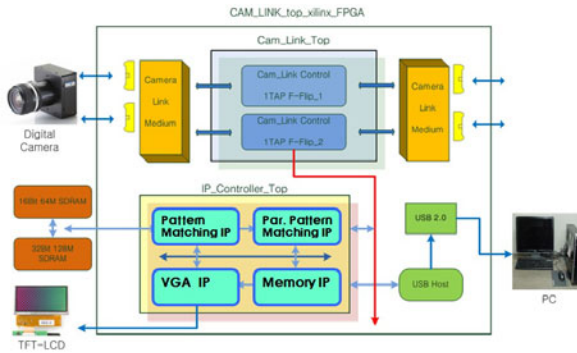 CAM_LINK_top_xilinx_FPGA
Cam_Link_Top
Camera
Link
Medium
Cam_Link Control
1TAP F-Flip_1
Cam_Link Control
1TAP F-Flip_2
Camera
Link
Medium
Digital
Camera
IP_Controller_Top
Pattern
Matching IP
Par. Pattern
Matching IP
VGA IP
Memory IP
64M SDRAM
128M
SDRAM
USB 2.0
USB Host
PC
TFT-LCD